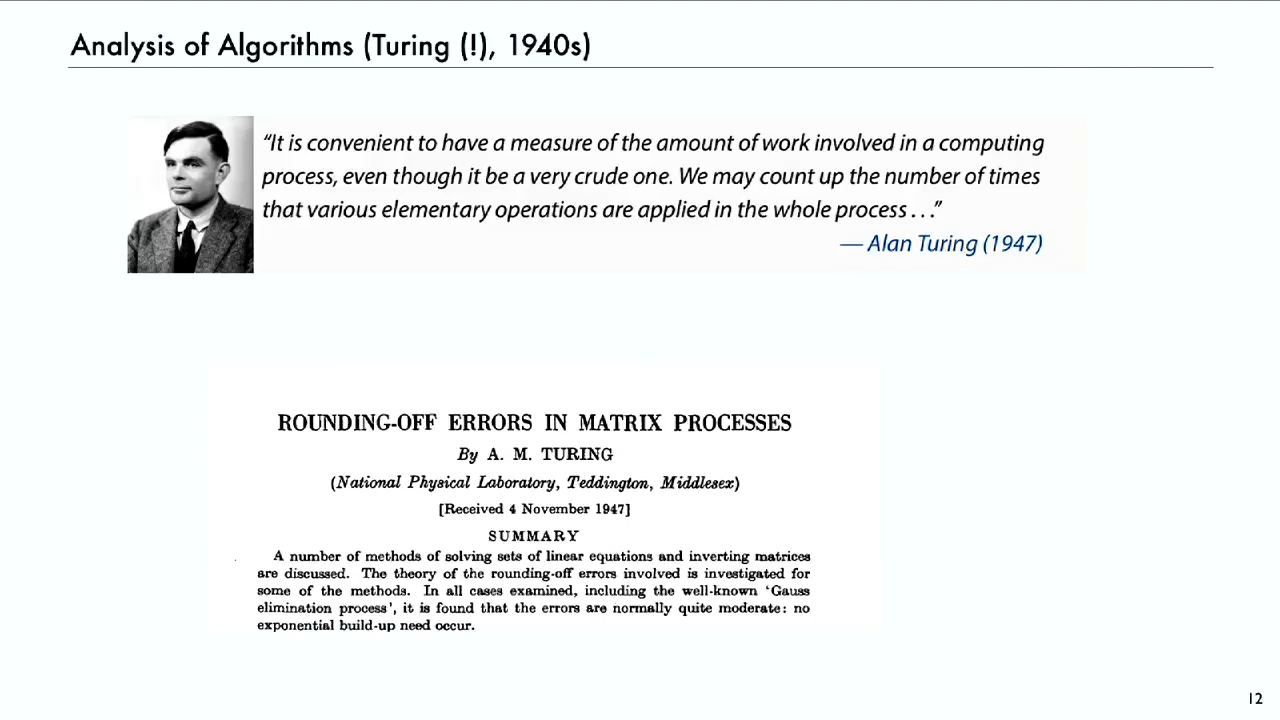 Analysis of Algorithms (Turing (!), 1940s)
“It is convenient to have a measure of the amount of work involved in a computing
process, even though it be a very crude one. We may count up the number of times
that various elementary operations are applied in the whole process . . .”
— Alan Turing (1947)
ROUNDING-OFF ERRORS IN MATRIX PROCESSES
By A. M. TURING
(National Physical Laboratory, Teddington, Middlesex)
[Received 4 November 1947]
SUMMARY
A number of methods of solving sets of linear equations and inverting matrices
are discussed. The theory of the rounding-off errors involved is investigated for
some of the methods. In all cases examined, including the well-known ‘Gauss
elimination process’, it is found that the errors are normally quite moderate: no
exponential build-up need occur.
12